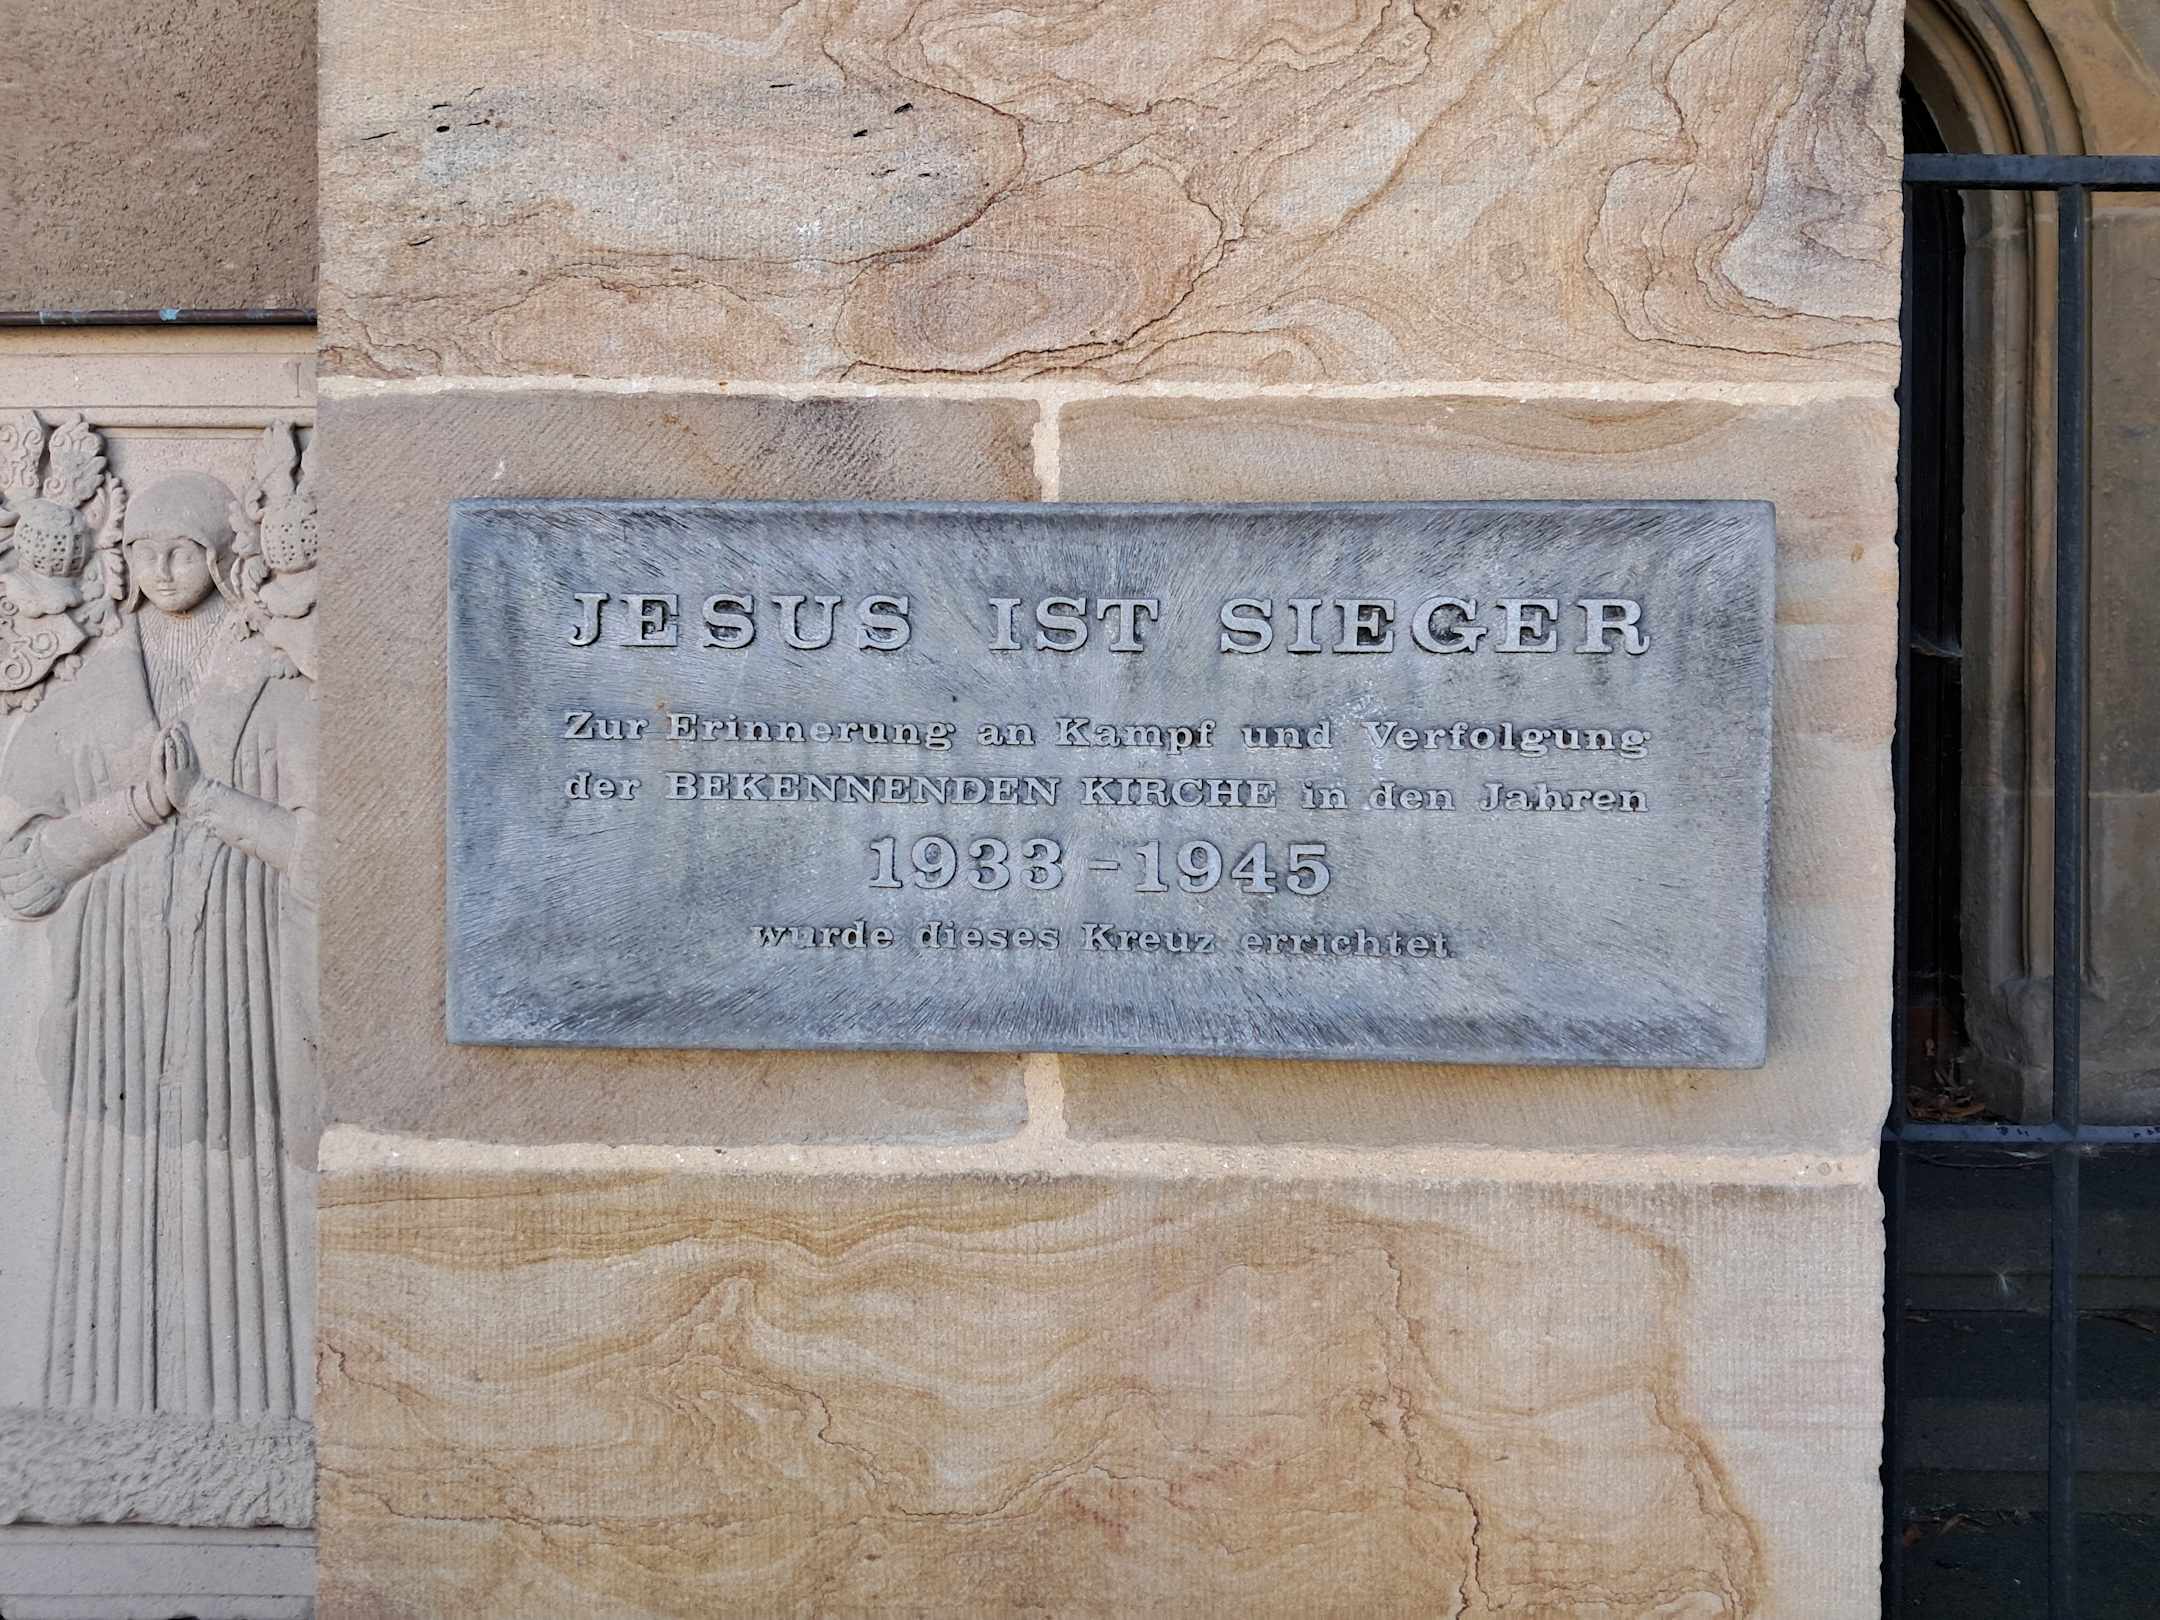 JESUS IST SIEGER
Zur Erinnerung an Kampf und Verfolgung
der BEKENNENDEN KIRCHE in den Jahren
1933-1945
wurde dieses Kreuz errichtet.